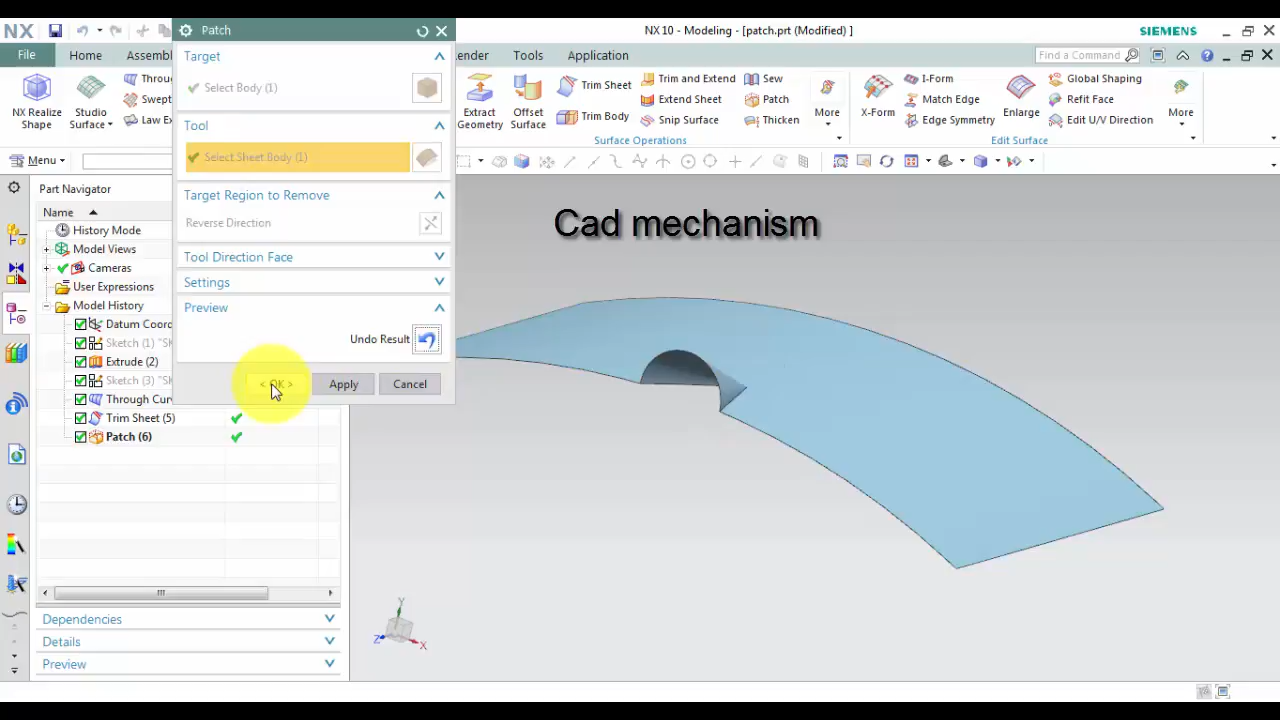 NX
Patch
NX 10 - Modeling - [patch.prt (Modified) ]
SIEMENS
File
Home
Assembl
ender
Tools
Application
Find a Command
NX Realize
Shape
Studio
Surface
Throu
Swept
Law Ex
Extract
Geometry
Offset
Surface
Trim Sheet
Trim Body
Trim and Extend
Extend Sheet
Snip Surface
Sew
Patch
Thicken
More
X-Form
I-Form
Match Edge
Edge Symmetry
Enlarge
Global Shaping
Refit Face
Edit U/V Direction
More
Surface Operations
Edit Surface
Menu
Target
Select Body (1)
Tool
Select Sheet Body (1)
Target Region to Remove
Reverse Direction
Tool Direction Face
Settings
Preview
Undo Result
< OK >
Apply
Cancel
Part Navigator
Name
History Mode
Model Views
Cameras
User Expressions
Model History
Datum Coord
Sketch (1) "SK
Extrude (2)
Sketch (3) "SK
Through Curv
Trim Sheet (5)
Patch (6)
Dependencies
Details
Preview
Cad mechanism
Y
Z
X